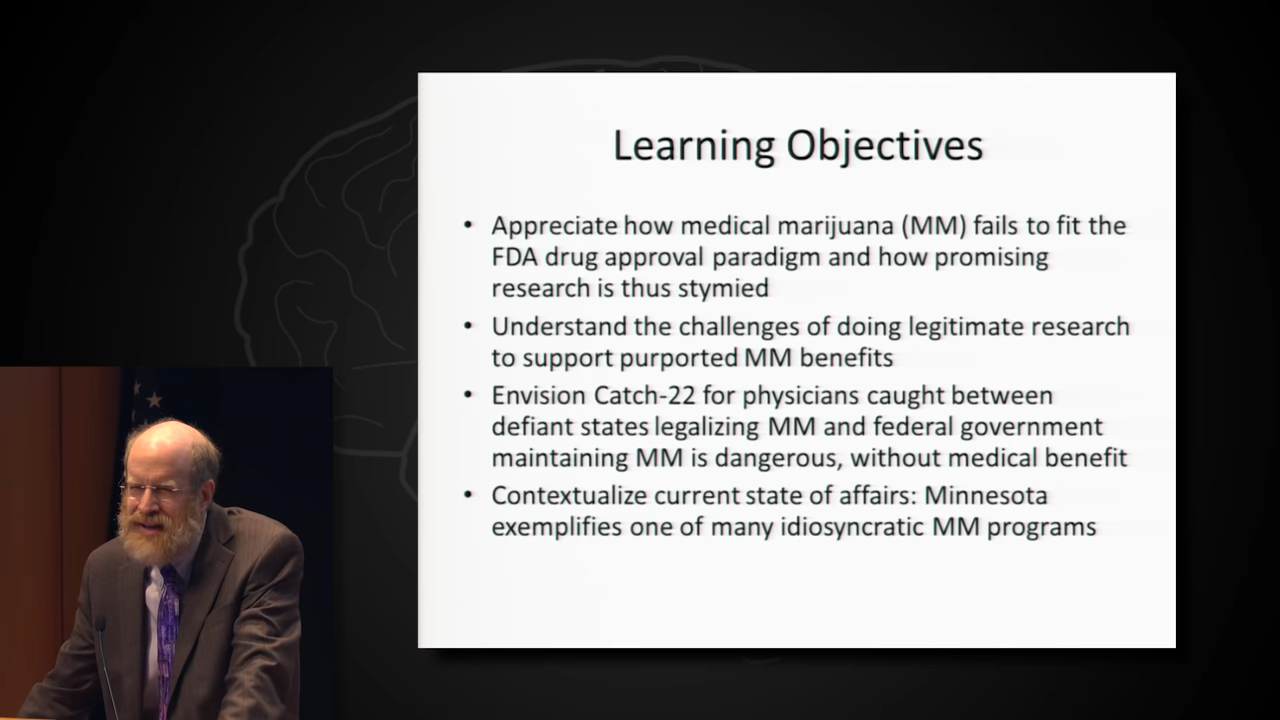 Learning Objectives
• Appreciate how medical marijuana (MM) fails to fit the
FDA drug approval paradigm and how promising
research is thus stymied
• Understand the challenges of doing legitimate research
to support purported MM benefits
• Envision Catch-22 for physicians caught between
defiant states legalizing MM and federal government
maintaining MM is dangerous, without medical benefit
• Contextualize current state of affairs: Minnesota
exemplifies one of many idiosyncratic MM programs